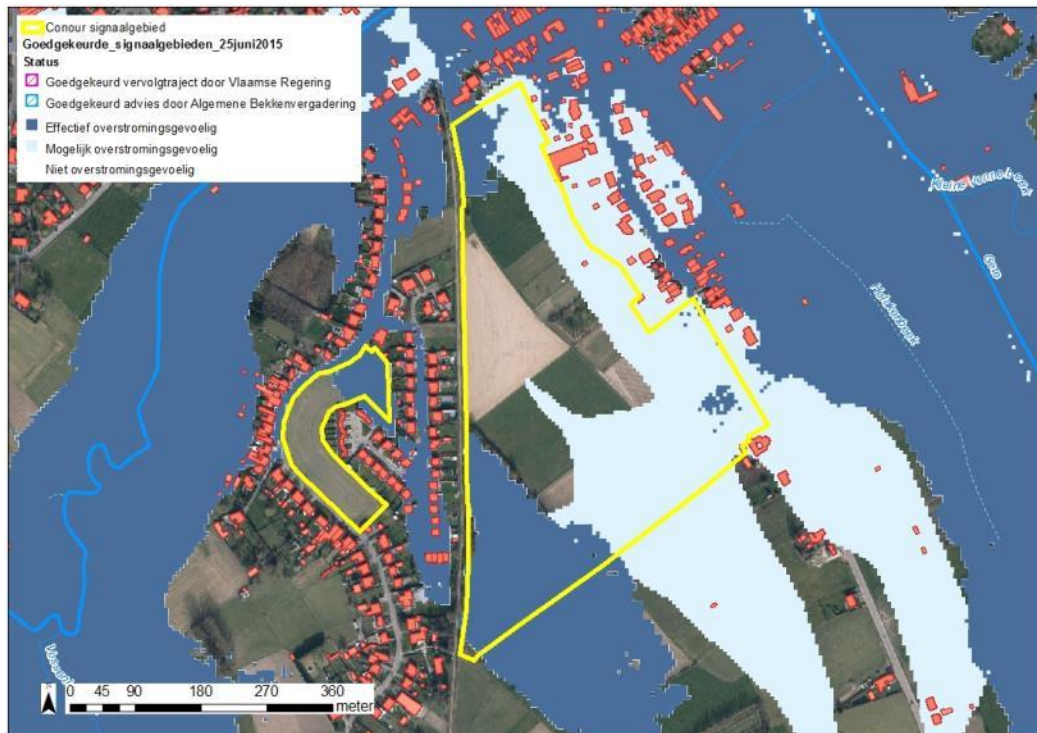 Conour signaalgebied
Goedgekeurde_signaalgebieden_25juni2015
Status
Goedgekeurd vervolgtraject door Vlaamse Regering
Goedgekeurd advies door Algemene Bekkenvergadering
Effectief overstromingsgevoelig
Mogelijk overstromingsgevoelig
Niet overstromingsgevoelig
0 45 90 180 270 360
meter